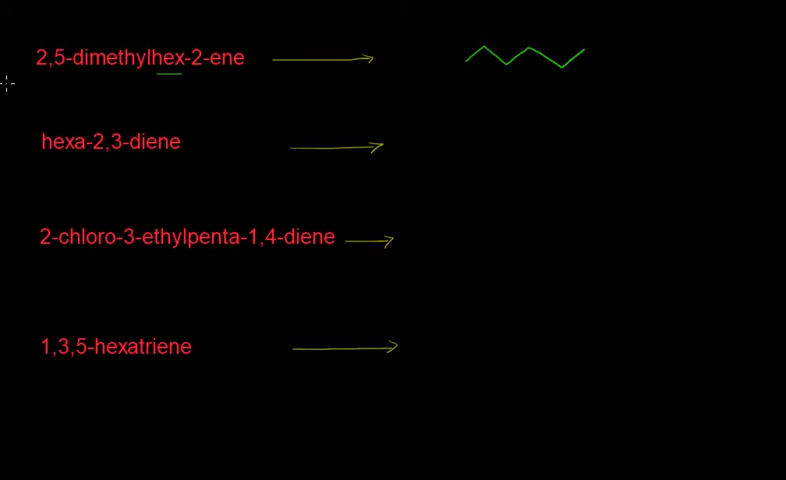 2,5-dimethylhex-2-ene
hexa-2,3-diene
2-chloro-3-ethylpenta-1,4-diene
1,3,5-hexatriene